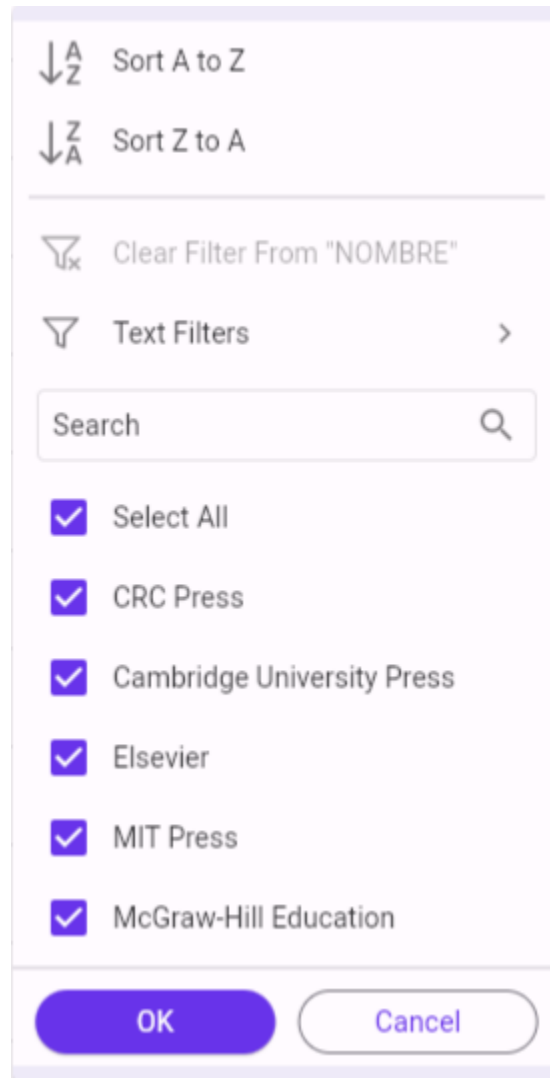 Sort A to Z
Sort Z to A
Clear Filter From "NOMBRE"
Text Filters
Search
Select All
CRC Press
Cambridge University Press
Elsevier
MIT Press
McGraw-Hill Education
OK
Cancel